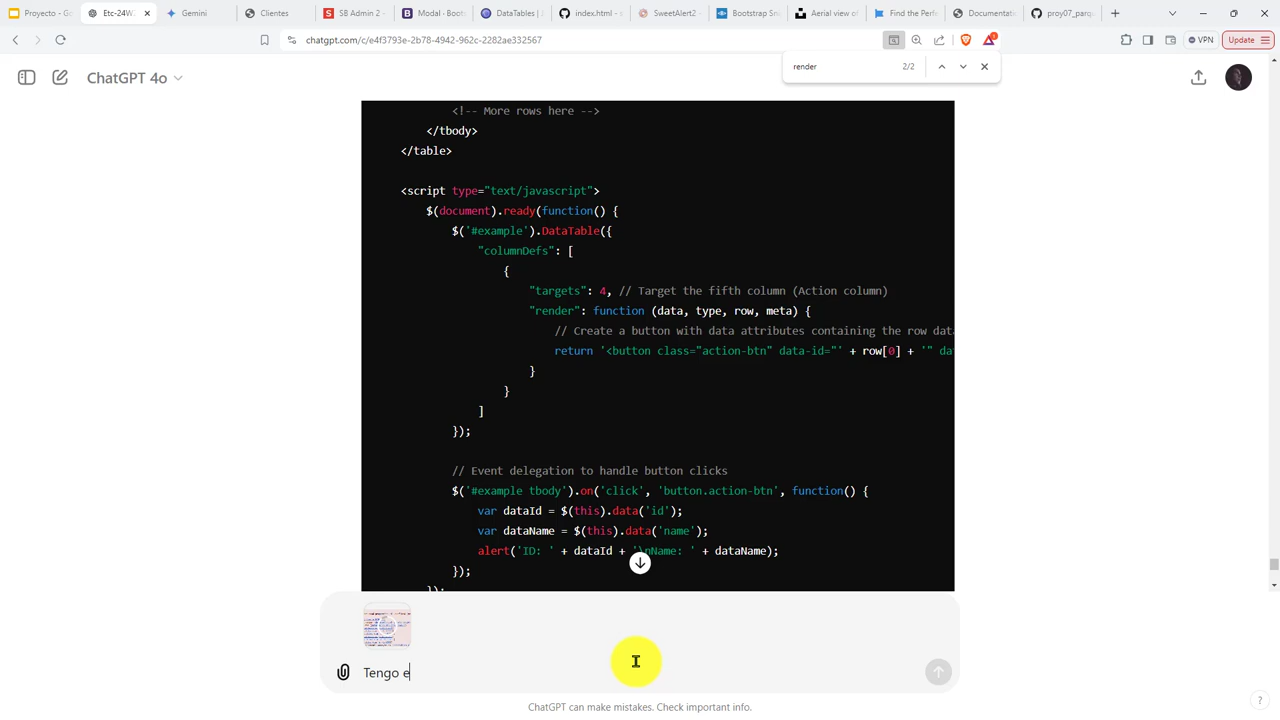 Proyecto - G
Etc-24W
Gemini
Clientes
SB Admin 2
Modal · Boots
DataTables | J
index.html - s
SweetAlert2
Bootstrap Sni
Aerial view of
Find the Perfe
Documentati
proy07_parqu
chatgpt.com/c/e4f3793e-2b78-4942-962c-2282ae332567
VPN
Update
ChatGPT 4o
render
2/2
<!-- More rows here -->
</tbody>
</table>
<script type="text/javascript">
$(document).ready(function() {
$('#example').DataTable({
"columnDefs": [
{
"targets": 4, // Target the fifth column (Action column)
"render": function (data, type, row, meta) {
// Create a button with data attributes containing the row dat
return '<button class="action-btn" data-id="' + row[0] + '" da
}
}
]
});
// Event delegation to handle button clicks
$('#example tbody').on('click', 'button.action-btn', function() {
var dataId = $(this).data('id');
var dataName = $(this).data('name');
alert('ID: ' + dataId + '\nName: ' + dataName);
});
});
Tengo e
ChatGPT can make mistakes. Check important info.
?